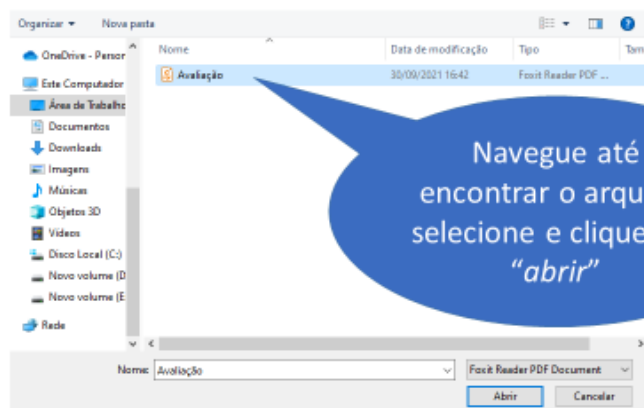 Organizar Nova pasta
Nome Data de modificação Tipo Tam
OneDrive - Person
Avaliação 30/09/2021 16:42 Foxit Reader PDF ...
Este Computador
Área de Trabalho
Documentos
Downloads
Imagens
Músicas
Objetos 3D
Vídeos
Disco Local (C:)
Novo volume (D
Novo volume (E
Rede
Navegue até
encontrar o arqu
selecione e clique
“abrir”
Nome: Avaliação Foxit Reader PDF Document
Abrir Cancelar